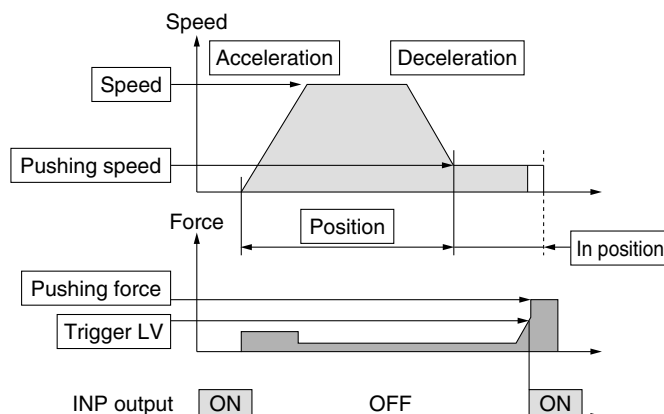 Speed
Acceleration
Deceleration
Speed
Pushing speed
Force
Position
In position
Pushing force
Trigger LV
INP output
ON
OFF
ON